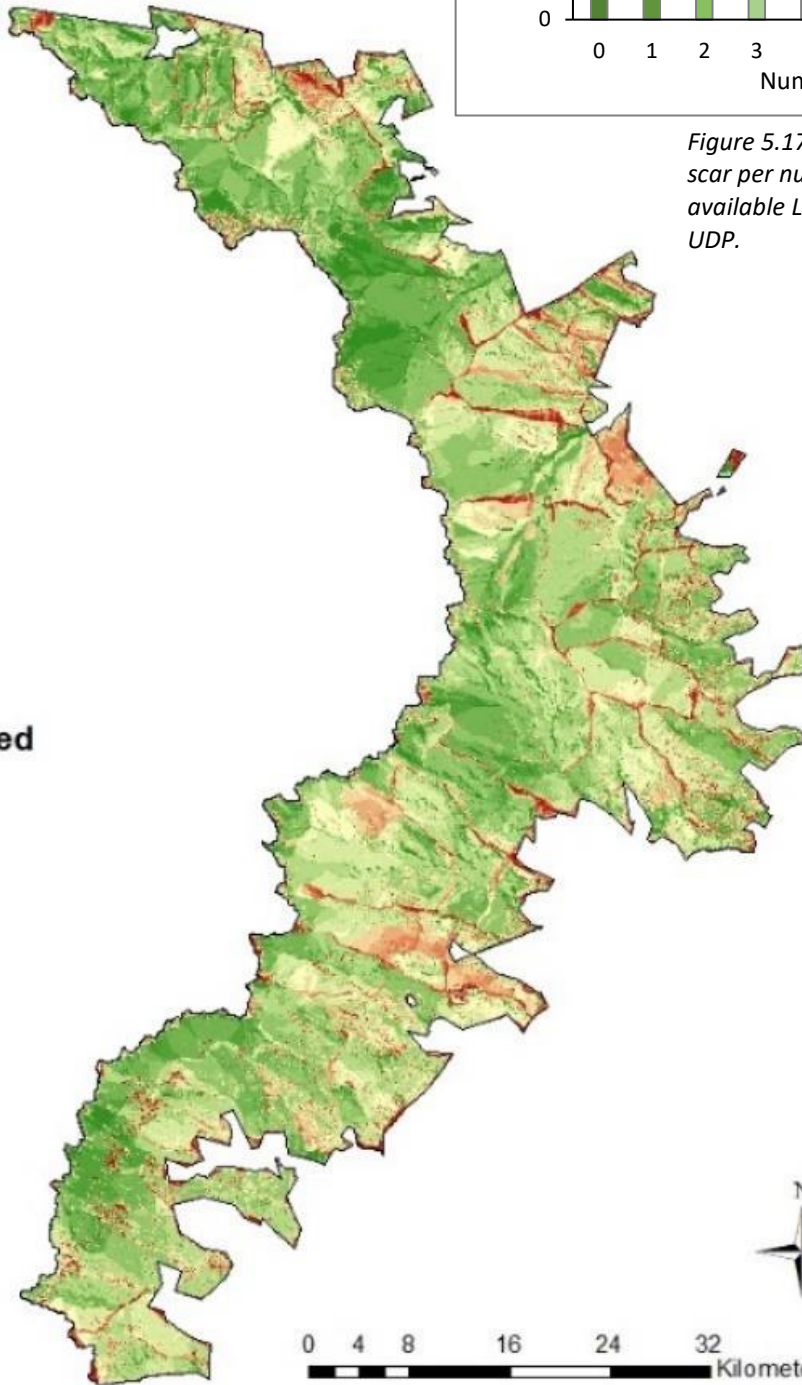 0
0 1 2 3
Num
Figure 5.17
scar per nu
available L
UDP.
ed
N
0 4 8 16 24 32
Kilomet